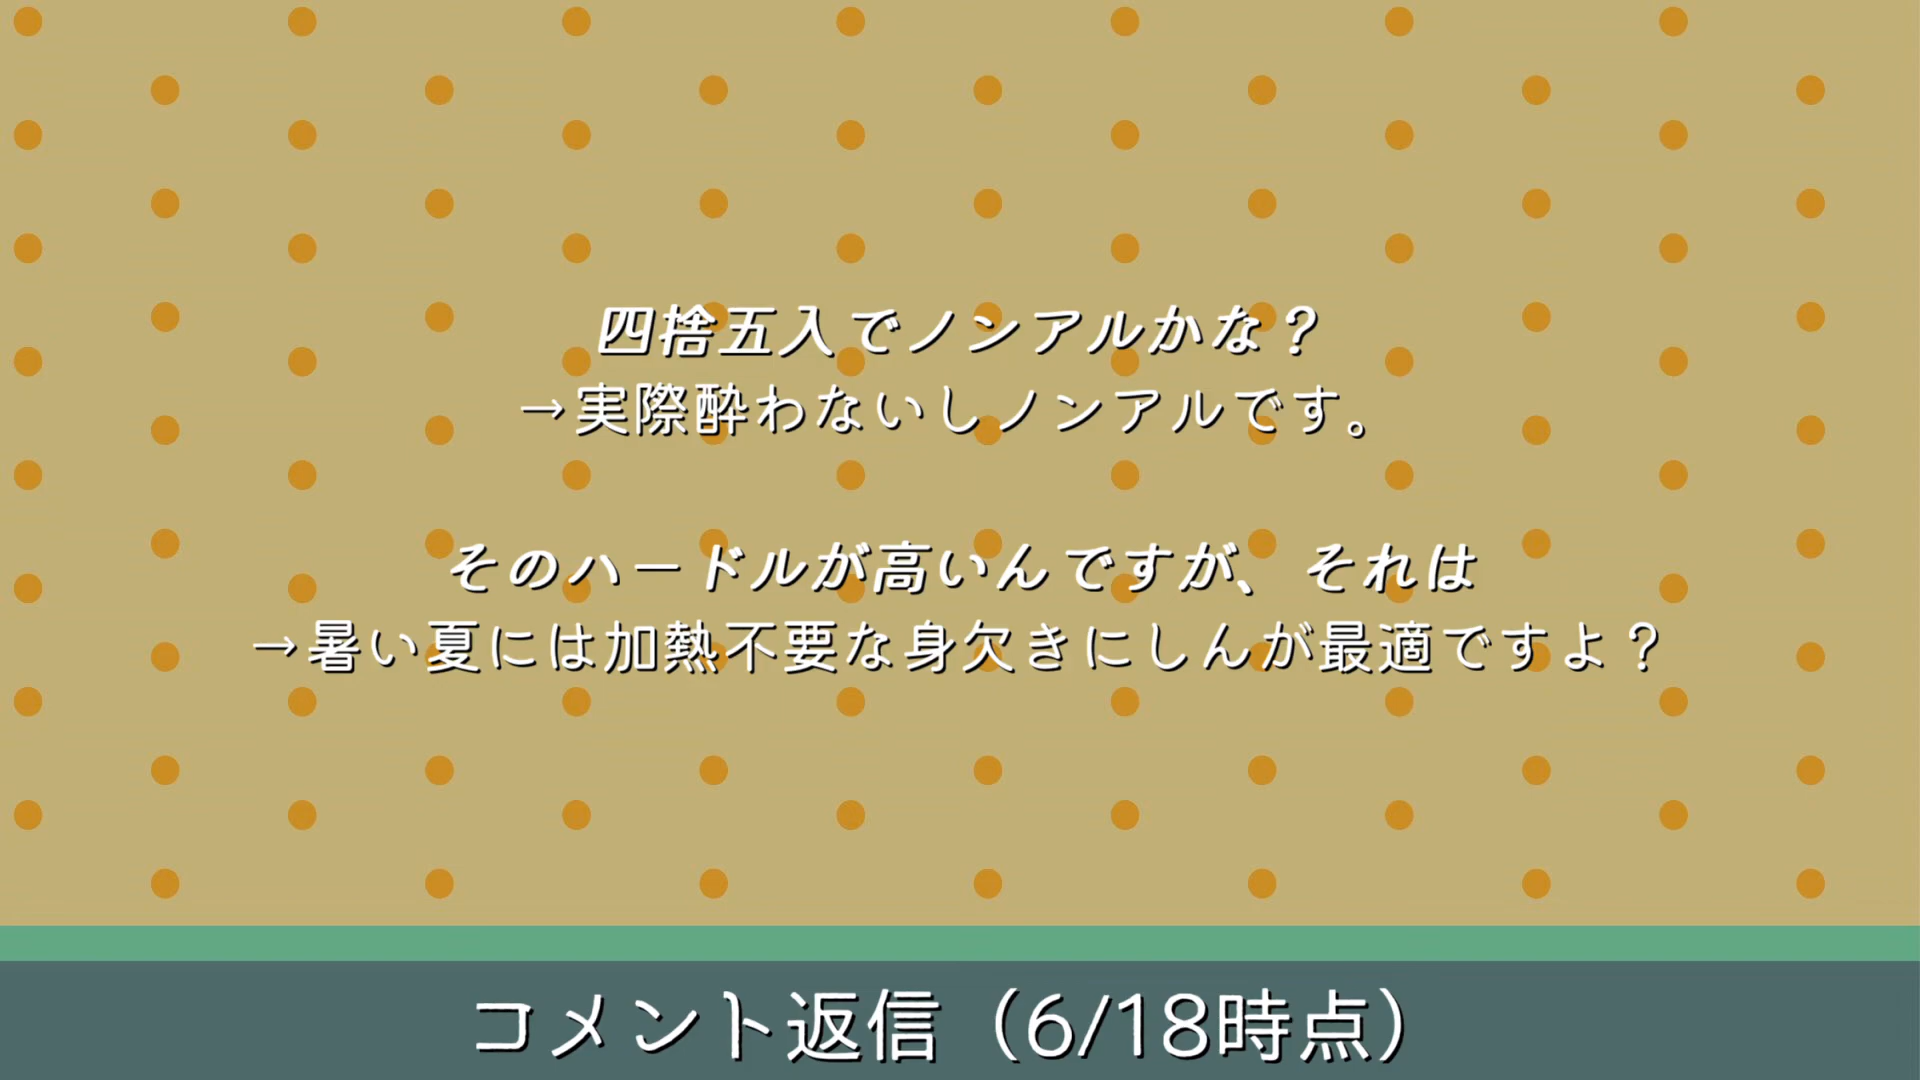 四捨五入でノンアルかな？
→実際酔わないしノンアルです。
そのハードルが高いんですが、それは
→暑い夏には加熱不要な身欠きにしんが最適ですよ？
コメント返信（6/18時点）